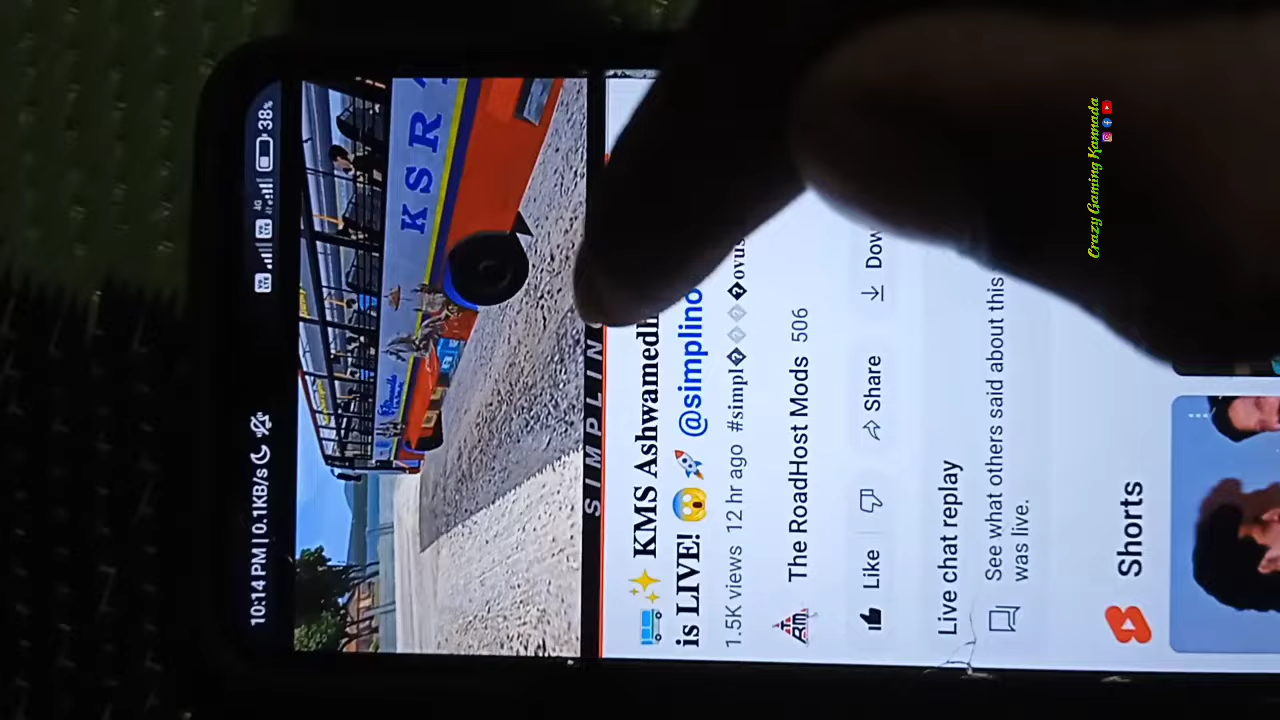 10:14 PM | 0.1KB/s
4G
38%
KSR
SIMPLINO
KMS Ashwamedh
is LIVE! 😱 🚀 @simplino
1.5K views 12 hr ago #simpl
The RoadHost Mods 506
Like
Share
Dow
Live chat replay
See what others said about this
was live.
Shorts
Crazy Gaming Kannada